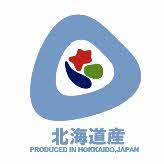 北海道産
PRODUCED IN HOKKAIDO,JAPAN